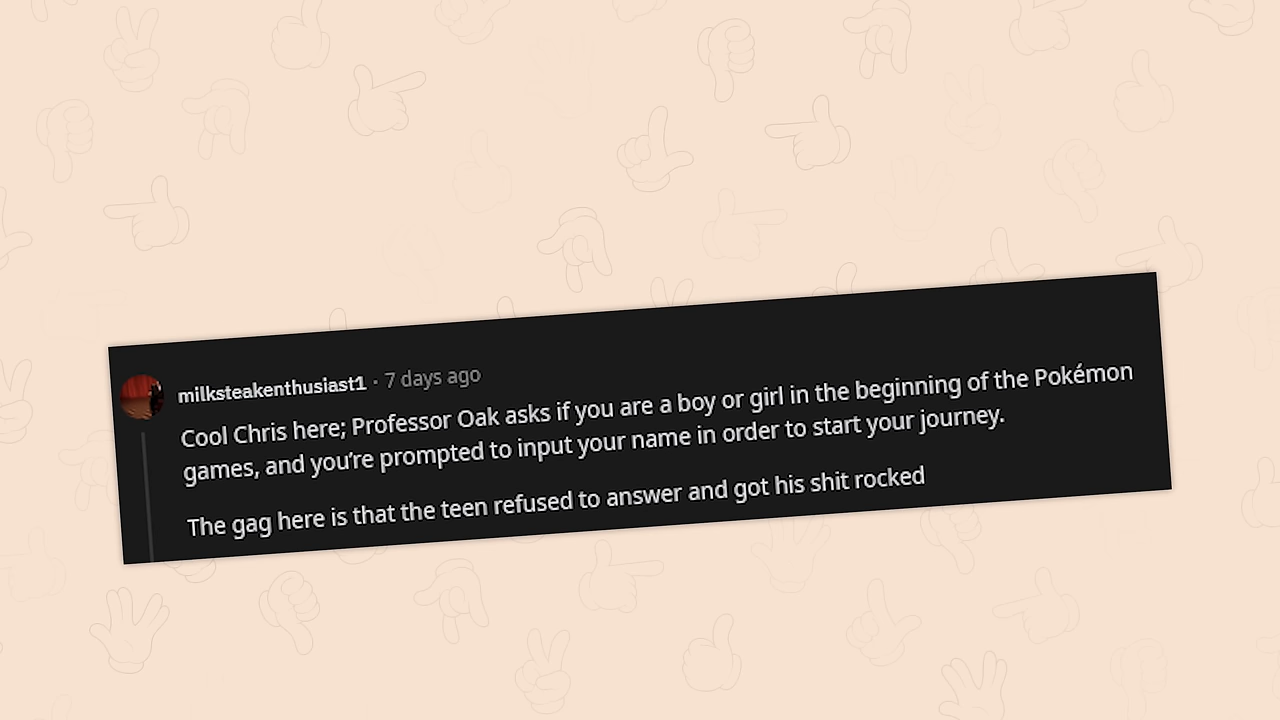 milksteakenthusiast1 · 7 days ago
Cool Chris here; Professor Oak asks if you are a boy or girl in the beginning of the Pokémon
games, and you’re prompted to input your name in order to start your journey.
The gag here is that the teen refused to answer and got his shit rocked